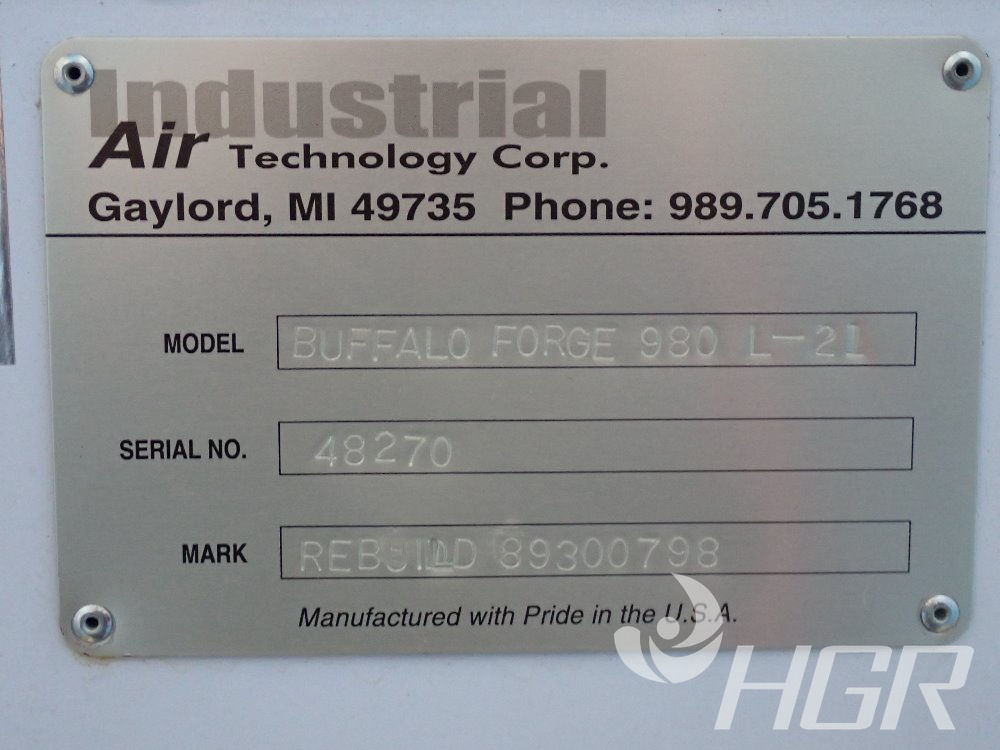 Industrial
Air Technology Corp.
Gaylord, MI 49735 Phone: 989.705.1768
MODEL BUFFALO FORGE 980 L-21
SERIAL NO. 48270
MARK REBUILD 89300798
Manufactured with Pride in the U.S.A.
HGR